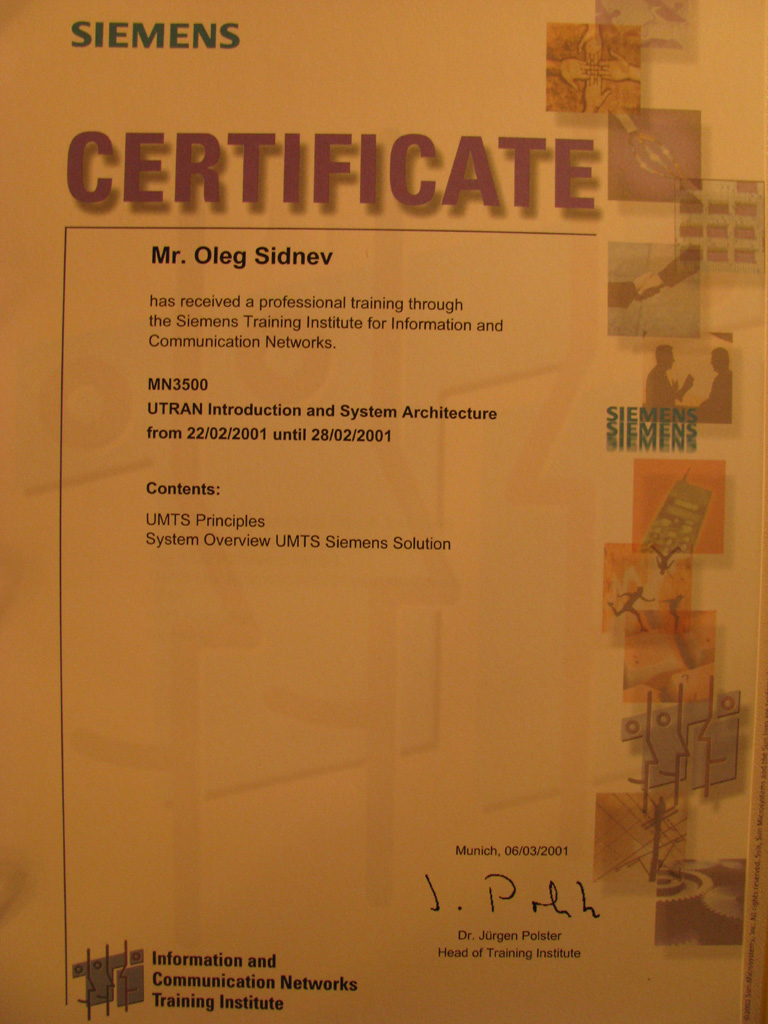 SIEMENS
CERTIFICATE
Mr. Oleg Sidnev
has received a professional training through
the Siemens Training Institute for Information and
Communication Networks.
MN3500
UTRAN Introduction and System Architecture
from 22/02/2001 until 28/02/2001
SIEMENS
SIEMENS
SIEMENS
Contents:
UMTS Principles
System Overview UMTS Siemens Solution
Munich, 06/03/2001
J. Polster
Dr. Jürgen Polster
Head of Training Institute
Information and
Communication Networks
Training Institute